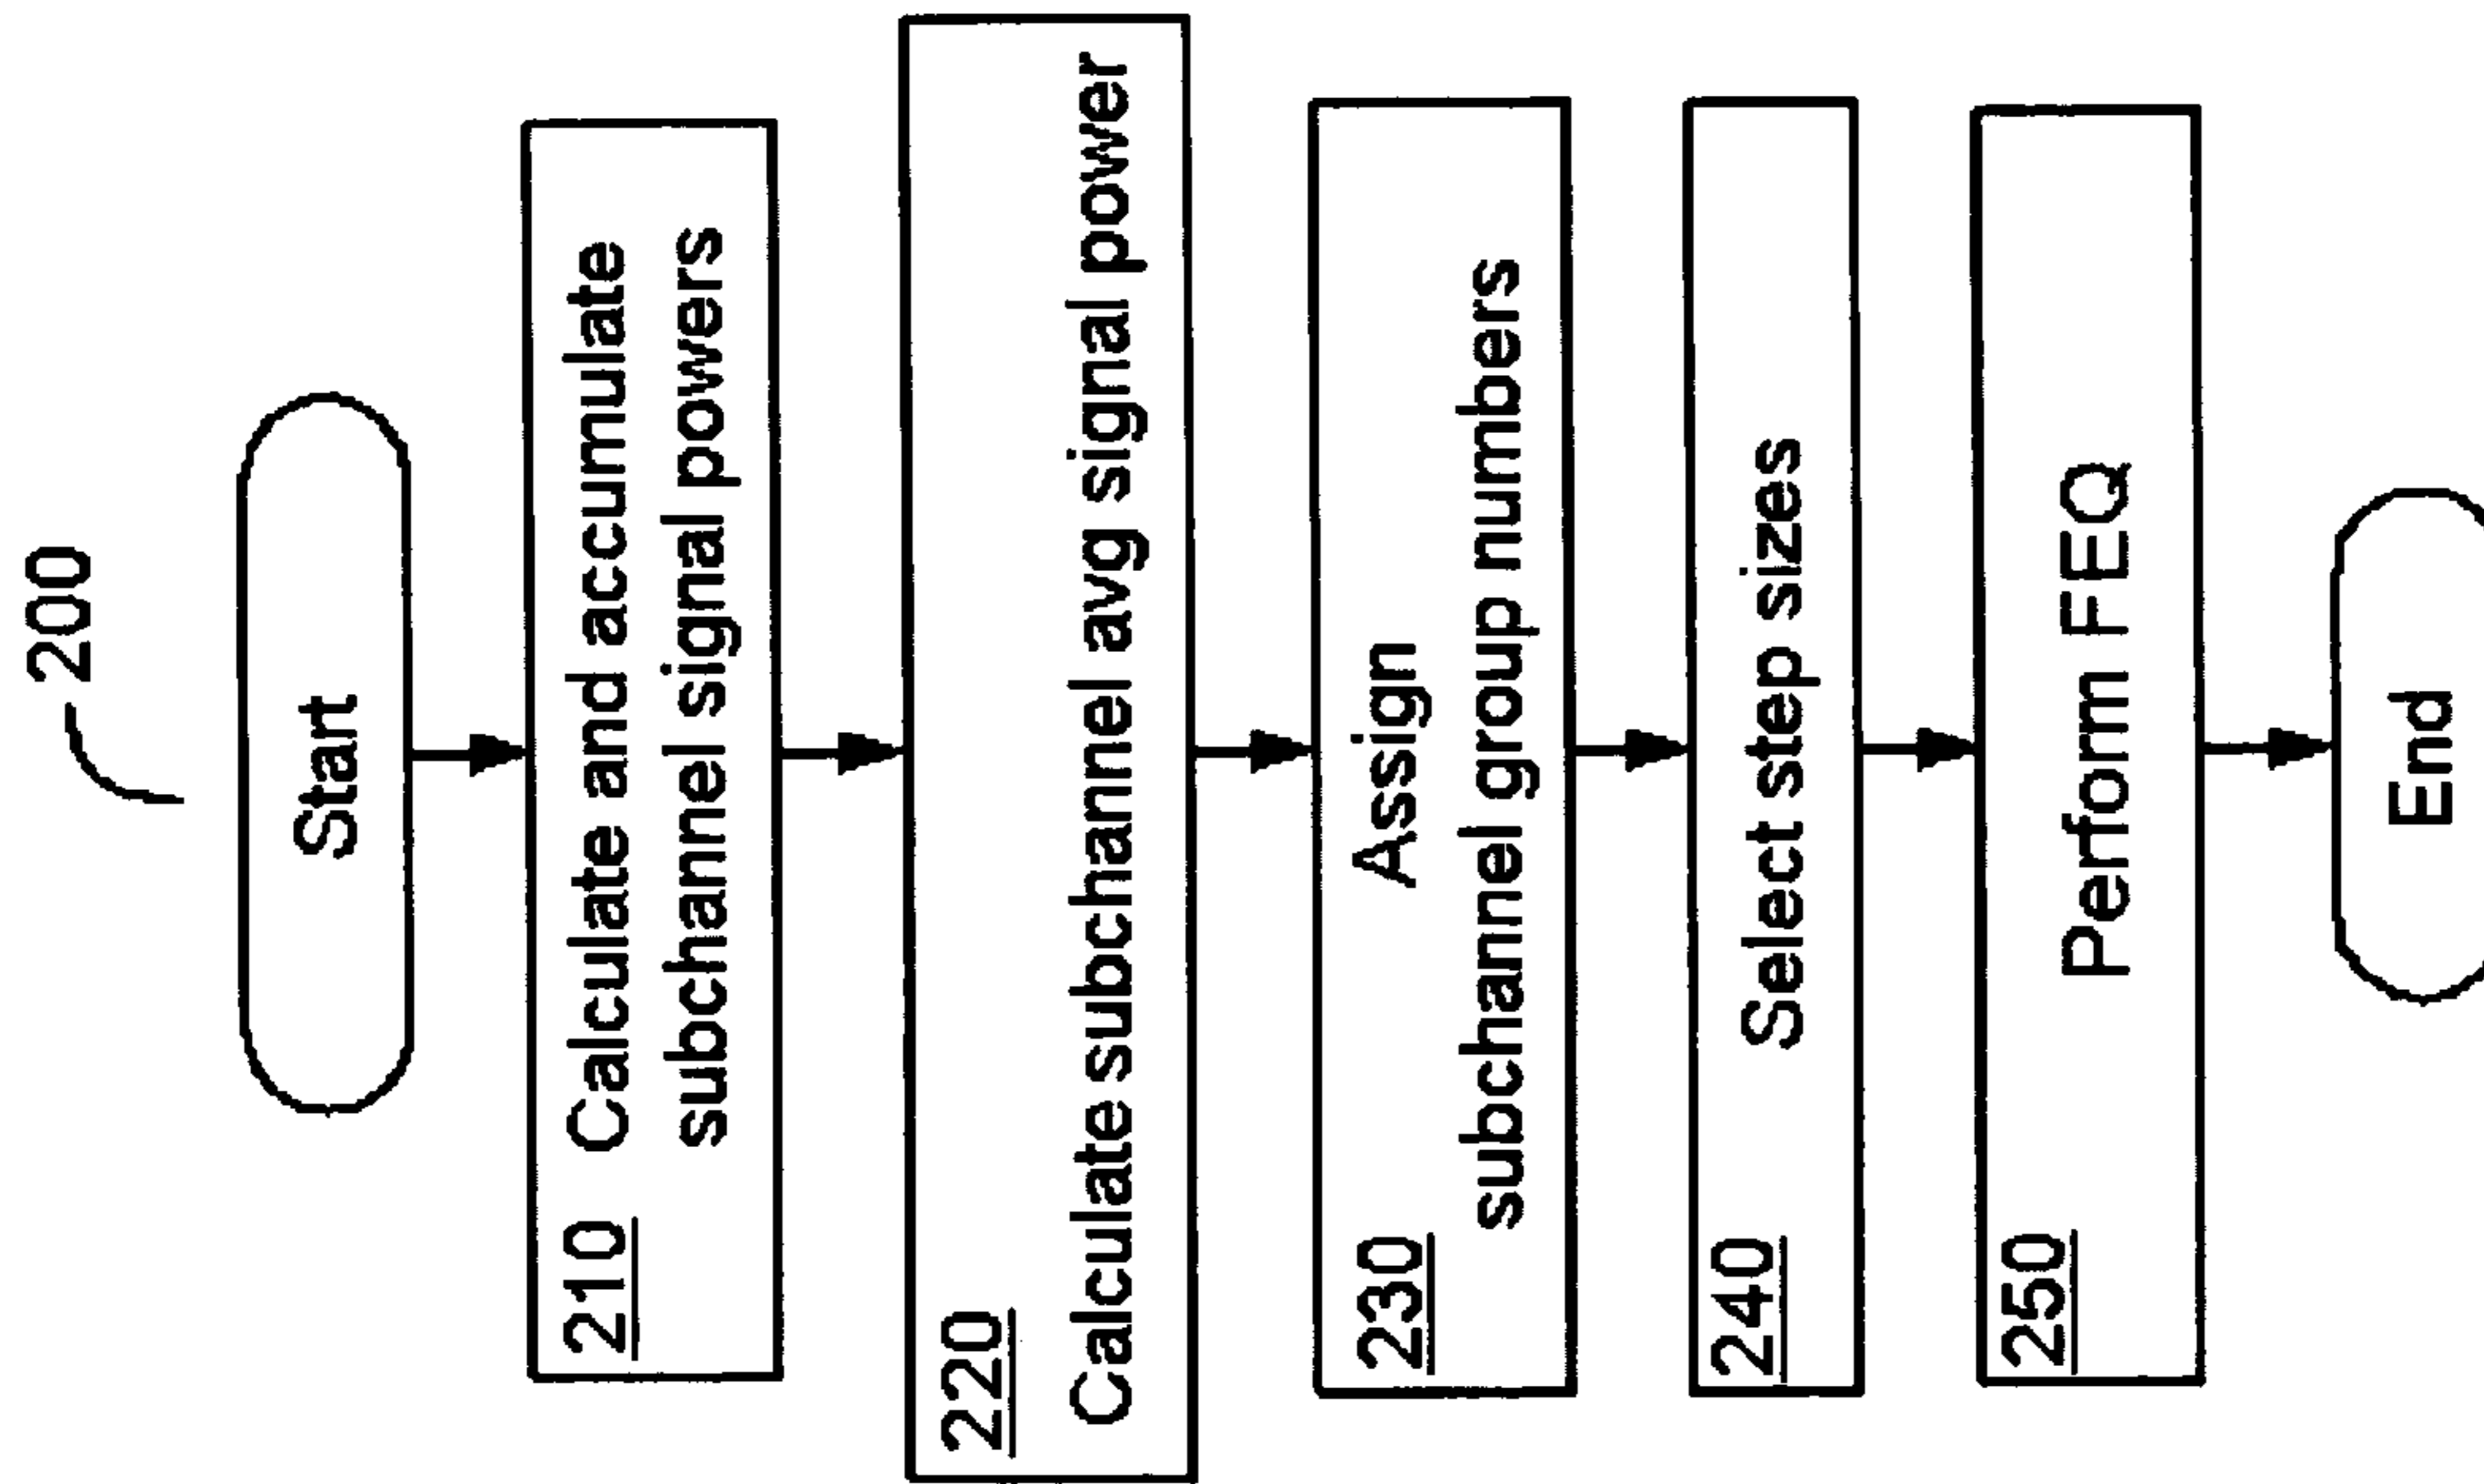 200
Start
210 Calculate and accumulate
subchannel signal powers
220
Calculate subchannel avg signal power
230 Assign
subchannel group numbers
240 Select step sizes
250 Perform FEQ
End